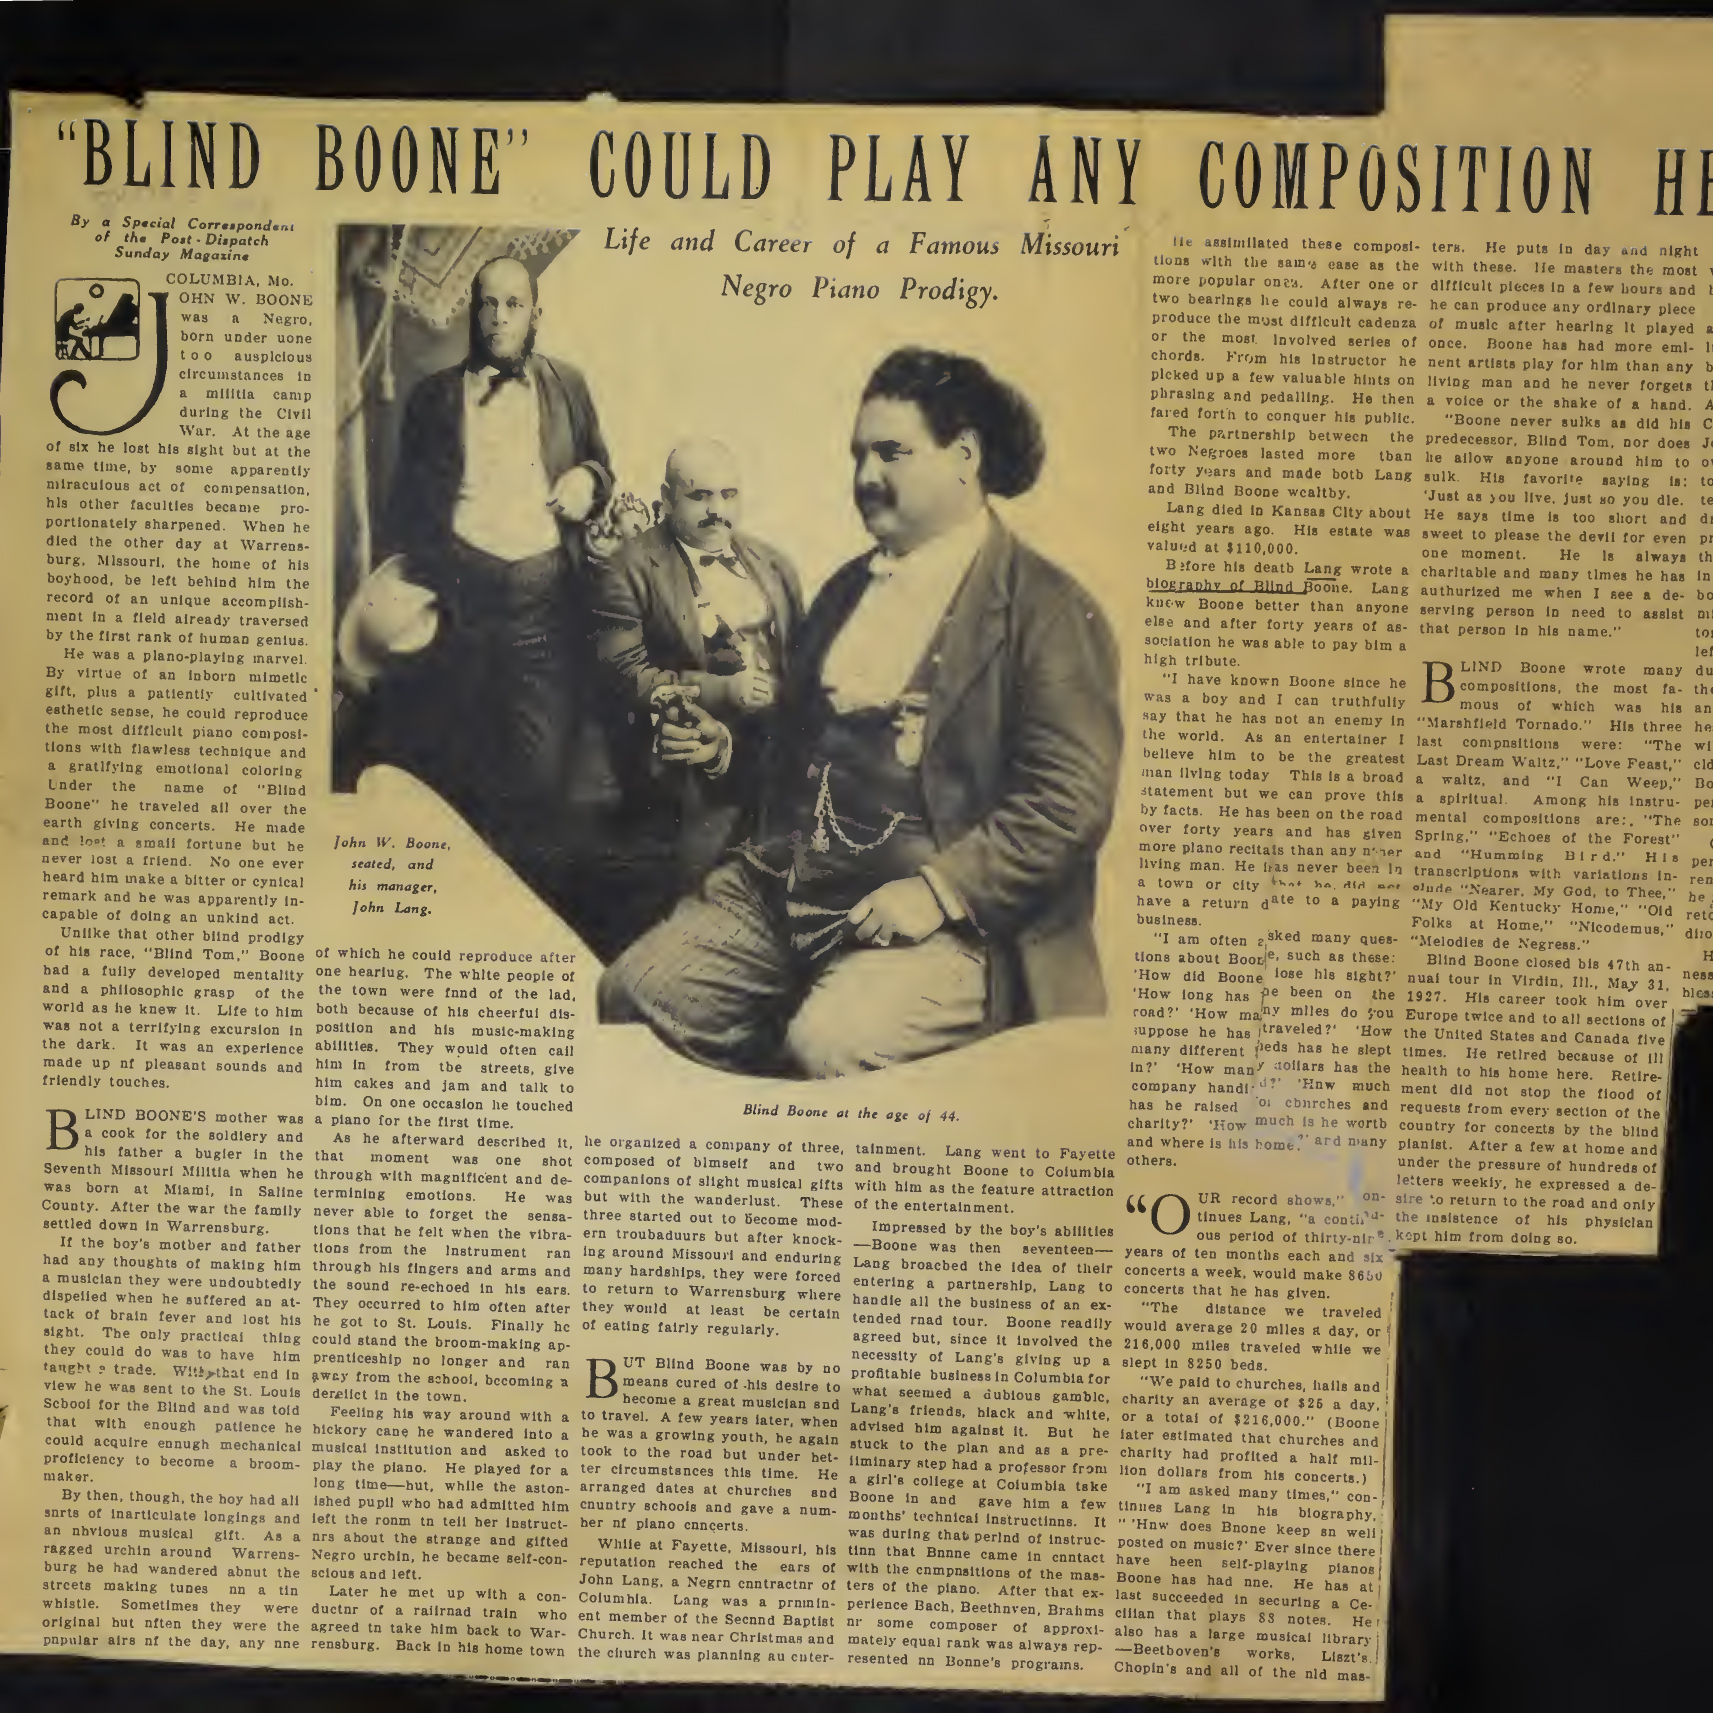 "BLIND BOONE" COULD PLAY ANY COMPOSITION HE
By a Special Correspondent
of the Post-Dispatch
Sunday Magazine
Life and Career of a Famous Missouri
Negro Piano Prodigy.
COLUMBIA, Mo.
JOHN W. BOONE
was a Negro,
born under none
too auspicious
circumstances in
a militia camp
during the Civil
War. At the age
of six he lost his sight but at the
same time, by some apparently
miraculous act of compensation,
his other faculties became pro-
portionately sharpened. When he
died the other day at Warrens-
burg, Missouri, the home of his
boyhood, he left behind him the
record of an unique accomplish-
ment in a field already traversed
by the first rank of human genius.
He was a piano-playing marvel.
By virtue of an inborn mimetic
gift, plus a patiently cultivated
esthetic sense, he could reproduce
the most difficult piano composi-
tions with flawless technique and
a gratifying emotional coloring
Under the name of "Blind
Boone" he traveled all over the
earth giving concerts. He made
and lost a small fortune but he
never lost a friend. No one ever
heard him make a bitter or cynical
remark and he was apparently in-
capable of doing an unkind act.
Unlike that other blind prodigy
of his race, "Blind Tom," Boone
had a fully developed mentality
and a philosophic grasp of the
world as he knew it. Life to him
was not a terrifying excursion in
the dark. It was an experience
made up of pleasant sounds and
friendly touches.
BLIND BOONE'S mother was
a cook for the soldiery and
his father a bugler in the
Seventh Missouri Militia when he
was born at Miami, in Saline
County. After the war the family
settled down in Warrensburg.
If the boy's mother and father
had any thoughts of making him
a musician they were undoubtedly
dispelled when he suffered an at-
tack of brain fever and lost his
sight. The only practical thing
they could do was to have him
taught a trade. With that end in
view he was sent to the St. Louis
School for the Blind and was told
that with enough patience he
could acquire enough mechanical
proficiency to become a broom-
maker.
By then, though, the boy had all
sorts of inarticulate longings and
an obvious musical gift. As a
ragged urchin around Warrens-
burg he had wandered about the
streets making tunes on a tin
whistle. Sometimes they were
original but often they were the
popular airs of the day, any one
John W. Boone,
seated, and
his manager,
John Lang.
of which he could reproduce after
one hearing. The white people of
the town were fond of the lad,
both because of his cheerful dis-
position and his music-making
abilities. They would often call
him in from the streets, give
him cakes and jam and talk to
him. On one occasion he touched
a piano for the first time.
As he afterward described it,
that moment was one shot
through with magnificent and de-
termining emotions. He was
never able to forget the sensa-
tions that he felt when the vibra-
tions from the instrument ran
through his fingers and arms and
the sound re-echoed in his ears.
They occurred to him often after
he got to St. Louis. Finally he
could stand the broom-making ap-
prenticeship no longer and ran
away from the school, becoming a
derelict in the town.
Feeling his way around with a
hickory cane he wandered into a
musical institution and asked to
play the piano. He played for a
long time—but, while the aston-
ished pupil who had admitted him
left the room to tell her instruct-
ors about the strange and gifted
Negro urchin, he became self-con-
scious and left.
Later he met up with a con-
ductor of a railroad train who
agreed to take him back to War-
rensburg. Back in his home town
Blind Boone at the age of 44.
he organized a company of three,
composed of himself and two
companions of slight musical gifts
but with the wanderlust. These
three started out to become mod-
ern troubadours but after knock-
ing around Missouri and enduring
many hardships, they were forced
to return to Warrensburg where
they would at least be certain
of eating fairly regularly.
BUT Blind Boone was by no
means cured of his desire to
become a great musician and
to travel. A few years later, when
he was a growing youth, he again
took to the road but under bet-
ter circumstances this time. He
arranged dates at churches and
country schools and gave a num-
ber of piano concerts.
While at Fayette, Missouri, his
reputation reached the ears of
John Lang, a Negro contractor of
Columbia. Lang was a promin-
ent member of the Second Baptist
Church. It was near Christmas and
the church was planning an enter-
tainment. Lang went to Fayette
and brought Boone to Columbia
with him as the feature attraction
of the entertainment.
Impressed by the boy's abilities
—Boone was then seventeen—
Lang broached the idea of their
entering a partnership, Lang to
handle all the business of an ex-
tended road tour. Boone readily
agreed but, since it involved the
necessity of Lang's giving up a
profitable business in Columbia for
what seemed a dubious gamble,
Lang's friends, black and white,
advised him against it. But he
stuck to the plan and as a pre-
liminary step had a professor from
a girl's college at Columbia take
Boone in and gave him a few
months' technical instructions. It
was during that period of instruc-
tion that Boone came in contact
with the compositions of the mas-
ters of the piano. After that ex-
perience Bach, Beethoven, Brahms
or some composer of approxi-
mately equal rank was always rep-
resented on Boone's programs.
He assimilated these composi-
tions with the same ease as the
more popular ones. After one or
two hearings he could always re-
produce the most difficult cadenza
or the most involved series of
chords. From his instructor he
picked up a few valuable hints on
phrasing and pedalling. He then
fared forth to conquer his public.
The partnership between the
two Negroes lasted more than
forty years and made both Lang
and Blind Boone wealthy.
Lang died in Kansas City about
eight years ago. His estate was
valued at $110,000.
Before his death Lang wrote a
biography of Blind Boone. Lang
knew Boone better than anyone
else and after forty years of as-
sociation he was able to pay him a
high tribute.
"I have known Boone since he
was a boy and I can truthfully
say that he has not an enemy in
the world. As an entertainer I
believe him to be the greatest
man living today This is a broad
statement but we can prove this
by facts. He has been on the road
over forty years and has given
more piano recitals than any other
living man. He has never been in
a town or city that he did not
have a return date to a paying
business.
"I am often asked many ques-
tions about Boone, such as these:
'How did Boone lose his sight?'
'How long has he been on the
road?' 'How many miles do you
suppose he has traveled?' 'How
many different beds has he slept
in?' 'How many dollars has the
company handled?' 'How much
has he raised for churches and
charity?' 'How much is he worth
and where is his home?' and many
others.
"OUR record shows," con-
tinues Lang, "a continu-
ous period of thirty-nine
years of ten months each and six
concerts a week, would make 8650
concerts that he has given.
"The distance we traveled
would average 20 miles a day, or
216,000 miles traveled while we
slept in 8250 beds.
"We paid to churches, halls and
charity an average of $25 a day,
or a total of $216,000." (Boone
later estimated that churches and
charity had profited a half mil-
lion dollars from his concerts.)
"I am asked many times," con-
tinues Lang in his biography,
" 'How does Boone keep so well
posted on music?' Ever since there
have been self-playing pianos
Boone has had one. He has at
last succeeded in securing a Ce-
cilian that plays 88 notes. He
also has a large musical library
—Beethoven's works, Liszt's.
Chopin's and all of the old mas-
ters. He puts in day and night
with these. He masters the most
difficult pieces in a few hours and
he can produce any ordinary piece
of music after hearing it played
once. Boone has had more emi-
nent artists play for him than any
living man and he never forgets
a voice or the shake of a hand.
"Boone never sulks as did his
predecessor, Blind Tom, nor does
he allow anyone around him to
sulk. His favorite saying is:
'Just as you live, just so you die.
He says time is too short and
sweet to please the devil for even
one moment. He is always
charitable and many times he has
authorized me when I see a de-
serving person in need to assist
that person in his name."
BLIND Boone wrote many
compositions, the most fa-
mous of which was his
"Marshfield Tornado." His three
last compositions were: "The
Last Dream Waltz," "Love Feast,"
a waltz, and "I Can Weep,"
a spiritual. Among his instru-
mental compositions are: "The
Spring," "Echoes of the Forest"
and "Humming Bird." His
transcriptions with variations in-
clude "Nearer, My God, to Thee,"
"My Old Kentucky Home," "Old
Folks at Home," "Nicodemus,"
"Melodies de Negress."
Blind Boone closed his 47th an-
nual tour in Virdin, Ill., May 31,
1927. His career took him over
Europe twice and to all sections of
the United States and Canada five
times. He retired because of ill
health to his home here. Retire-
ment did not stop the flood of
requests from every section of the
country for concerts by the blind
pianist. After a few at home and
under the pressure of hundreds of
letters weekly, he expressed a de-
sire to return to the road and only
the insistence of his physician
kept him from doing so.